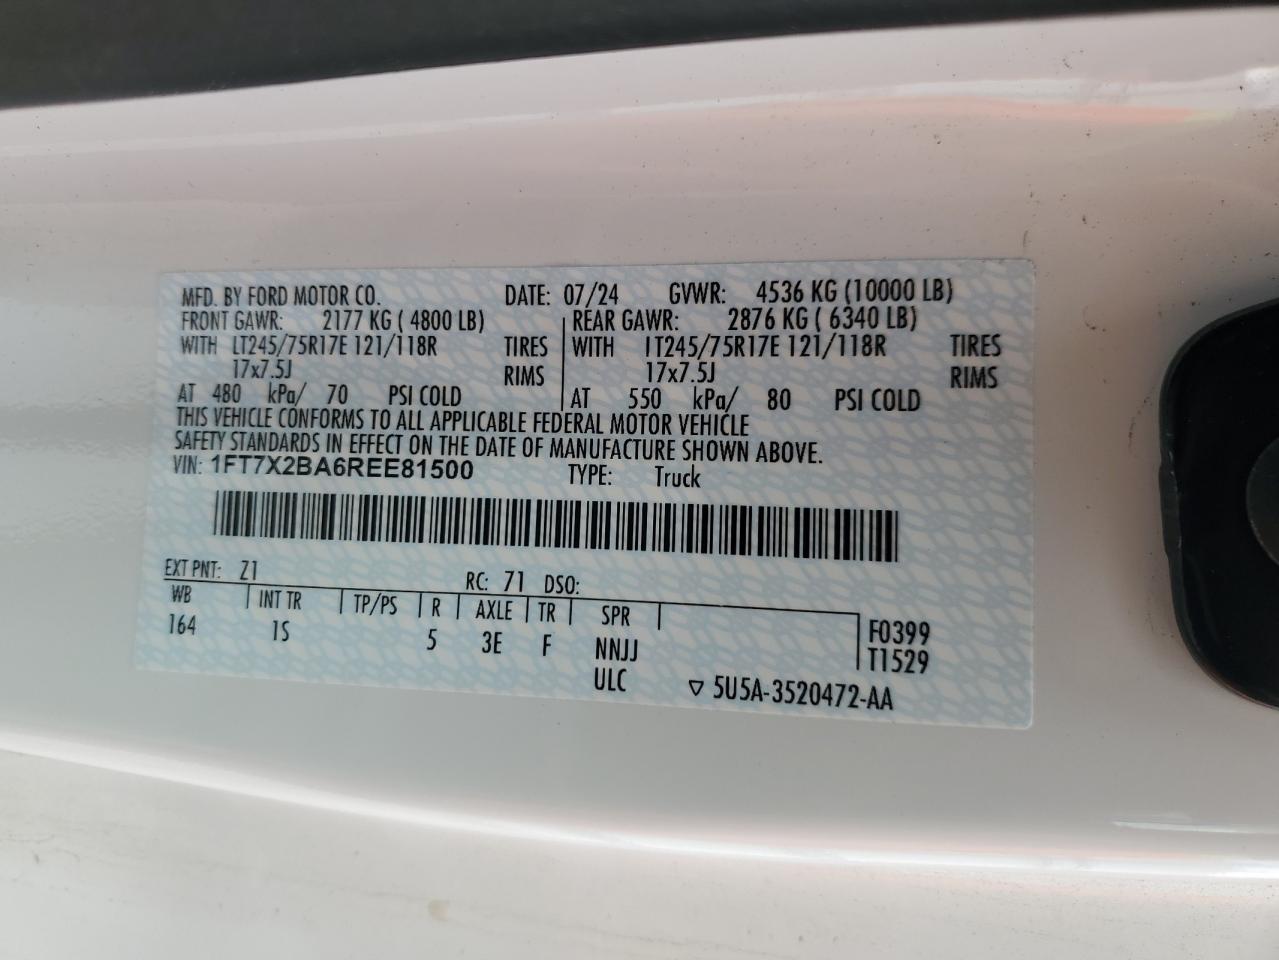 MFD. BY FORD MOTOR CO. DATE: 07/24 GVWR: 4536 KG (10000 LB)
FRONT GAWR: 2177 KG ( 4800 LB) REAR GAWR: 2876 KG ( 6340 LB)
WITH LT245/75R17E 121/118R TIRES WITH LT245/75R17E 121/118R TIRES
17x7.5J RIMS 17x7.5J RIMS
AT 480 kPa/ 70 PSI COLD AT 550 kPa/ 80 PSI COLD
THIS VEHICLE CONFORMS TO ALL APPLICABLE FEDERAL MOTOR VEHICLE
SAFETY STANDARDS IN EFFECT ON THE DATE OF MANUFACTURE SHOWN ABOVE.
VIN: 1FT7X2BA6REE81500 TYPE: Truck
EXT PNT: Z1 RC: 71 DSO:
WB INT TR TP/PS R AXLE TR SPR
164 1S 5 3E F NNJJ F0399
ULC T1529
▽ 5U5A-3520472-AA